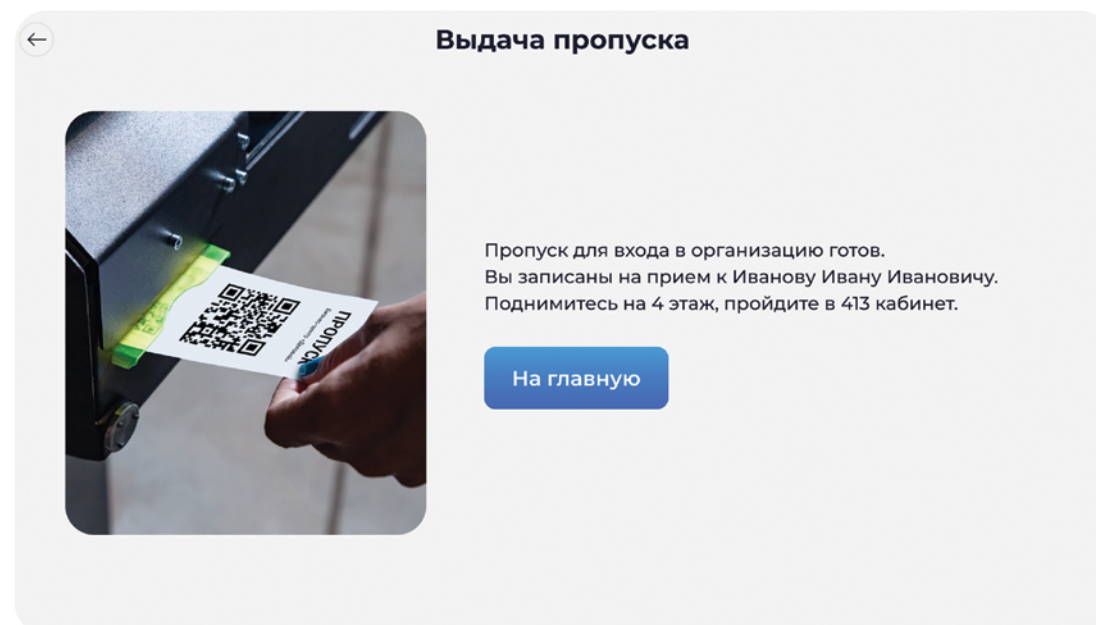 Выдача пропуска
Пропуск для входа в организацию готов.
Вы записаны на прием к Иванову Ивану Ивановичу.
Поднимитесь на 4 этаж, пройдите в 413 кабинет.
На главную
ПРОПУСК